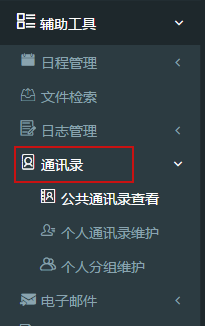 辅助工具
日程管理
文件检索
日志管理
通讯录
公共通讯录查看
个人通讯录维护
个人分组维护
电子邮件